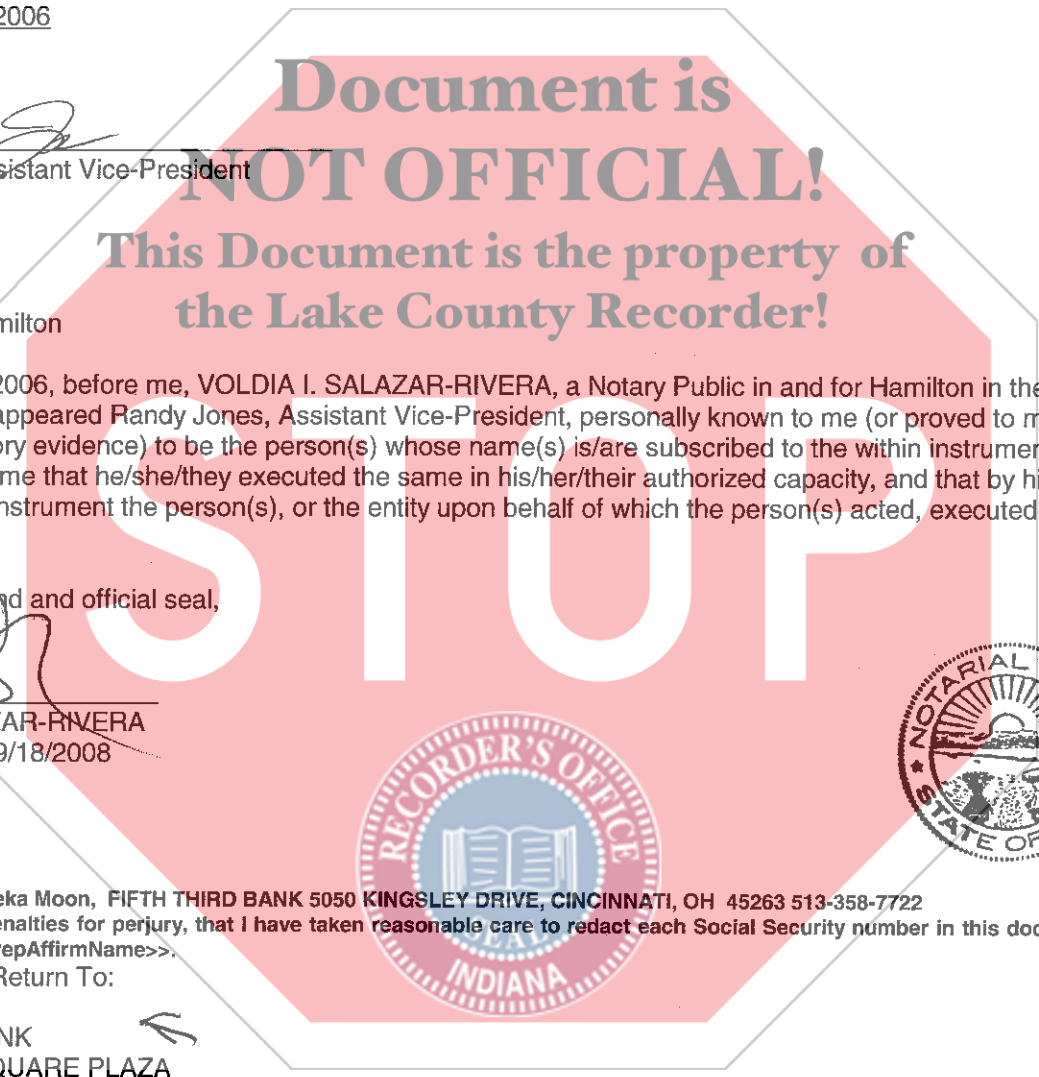 2006
Document is
NOT OFFICIAL!
This Document is the property of
the Lake County Recorder!
sistant Vice-President
milton
2006, before me, VOLDIA I. SALAZAR-RIVERA, a Notary Public in and for Hamilton in the
appeared Randy Jones, Assistant Vice-President, personally known to me (or proved to m
ory evidence) to be the person(s) whose name(s) is/are subscribed to the within instrumen
me that he/she/they executed the same in his/her/their authorized capacity, and that by hi
nstrument the person(s), or the entity upon behalf of which the person(s) acted, executed
STOP!
nd and official seal,
AR-RIVERA
9/18/2008
NOTARIAL
STATE OF
RECORDER'S OFFICE
SEAL
INDIANA
eka Moon, FIFTH THIRD BANK 5050 KINGSLEY DRIVE, CINCINNATI, OH 45263 513-358-7722
enalties for perjury, that I have taken reasonable care to redact each Social Security number in this doc
repAffirmName>>.
Return To:
NK
QUARE PLAZA